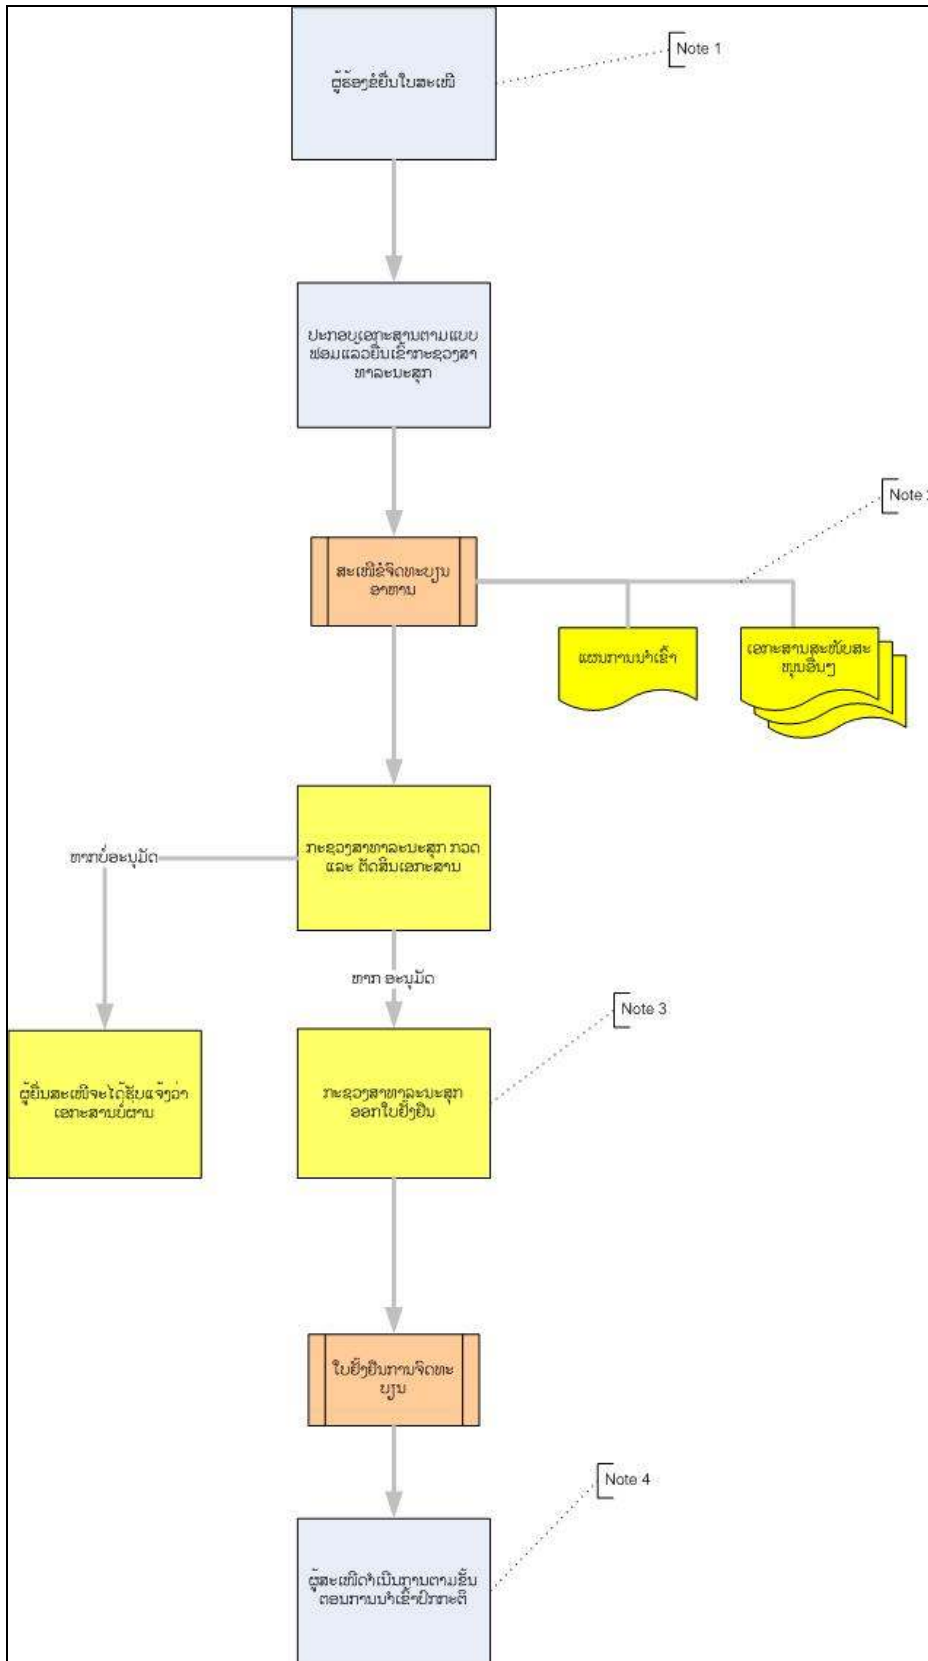 ຜູ້ຮ້ອງຂໍຍື່ນໃບສະເໜີ
Note 1
ປະກອບເອກະສານຕາມແບບ
ຟອມແລວຍື່ນເຂົ້າກະຊວງສາ
ທາລະນະສຸກ
Note
ສະເໜີຂໍຈົດທະບຽນ
ອາຫານ
ແຜນການນຳເຂົ້າ
ເອກະສານສະໜັບສະ
ໜູນອື່ນໆ
ກະຊວງສາທາລະນະສຸກ ກວດ
ແລະ ຕັດສິນເອກະສານ
ຫາກບໍ່ອະນຸມັດ
ຫາກ ອະນຸມັດ
Note 3
ຜູ້ຍື່ນສະເໜີຈະໄດ້ຮັບແຈ້ງວ່າ
ເອກະສານບໍ່ຜ່ານ
ກະຊວງສາທາລະນະສຸກ
ອອກໃບຢັ້ງຢືນ
ໃບຢັ້ງຢືນການຈົດທະ
ບຽນ
Note 4
ຜູ້ສະເໜີດຳເນີນການຕາມຂັ້ນ
ຕອນການນຳເຂົ້າປົກກະຕິ